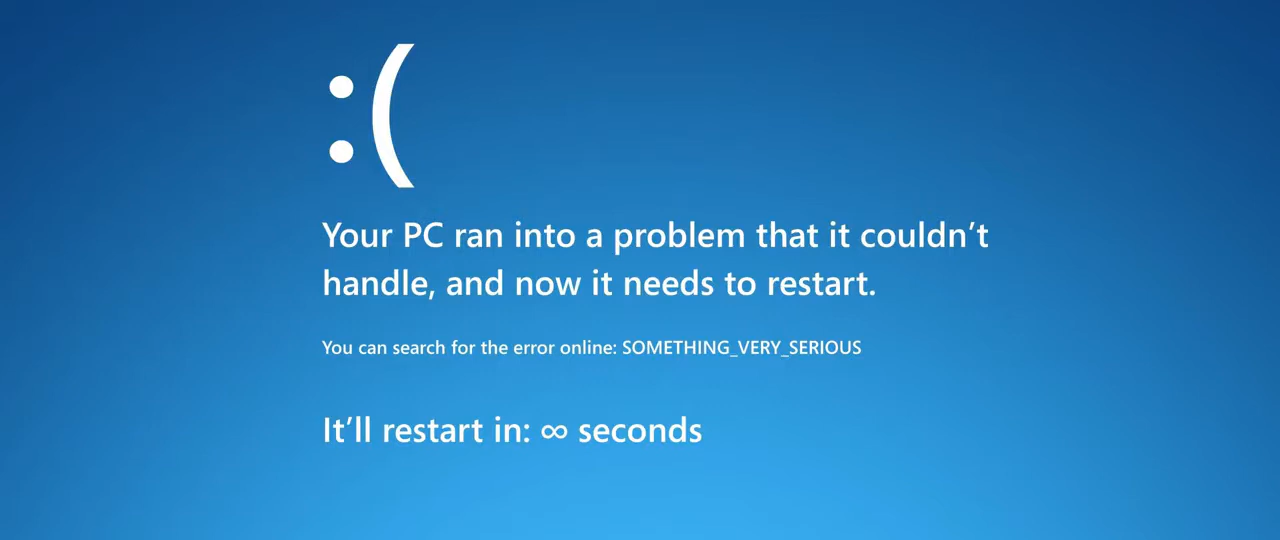 :(
Your PC ran into a problem that it couldn’t
handle, and now it needs to restart.
You can search for the error online: SOMETHING_VERY_SERIOUS
It’ll restart in: ∞ seconds